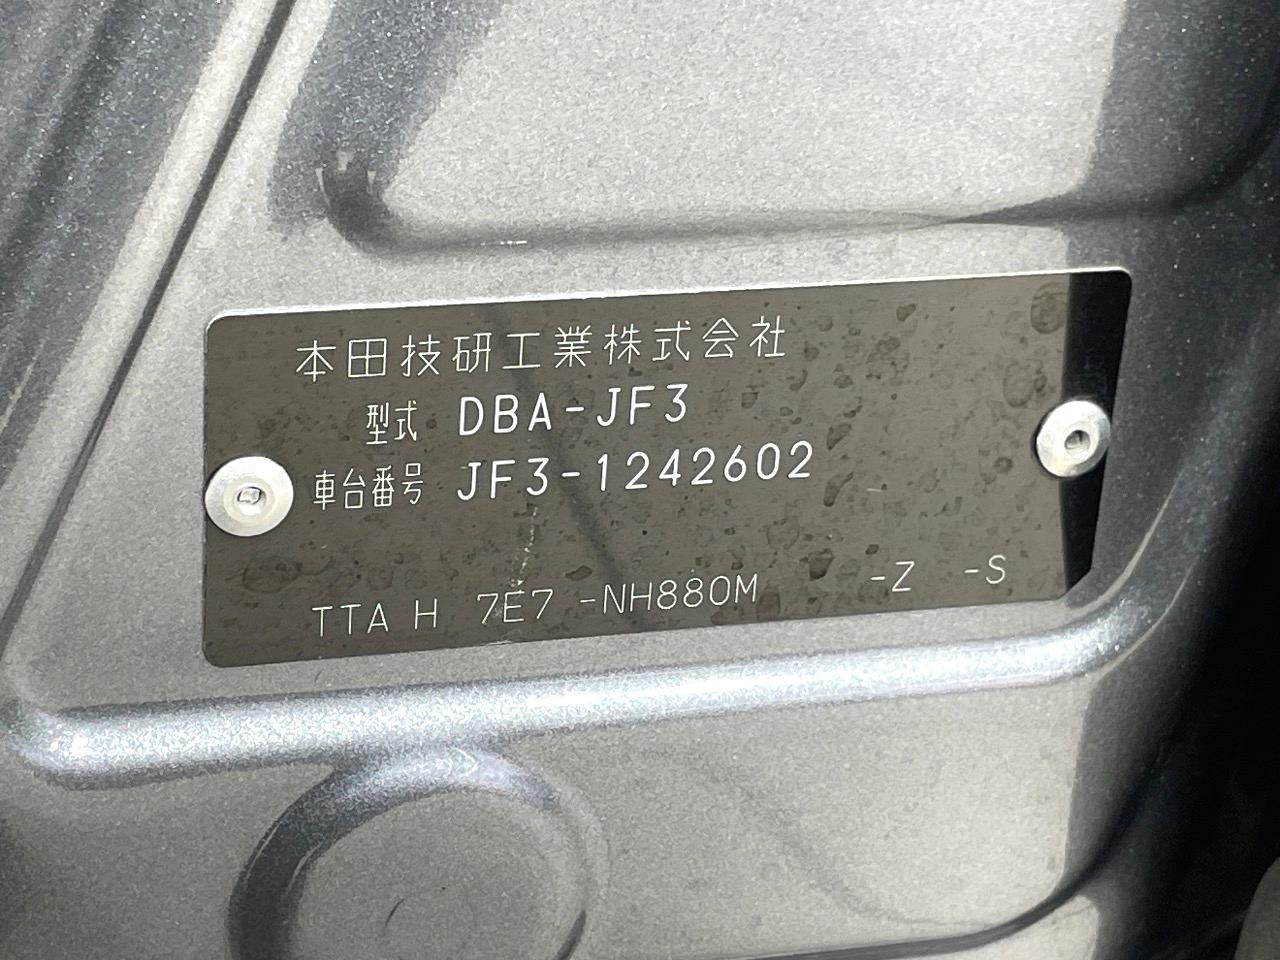 本田技研工業株式会社
型式 DBA-JF3
車台番号 JF3-1242602
TTA H 7E7 -NH880M -Z -S